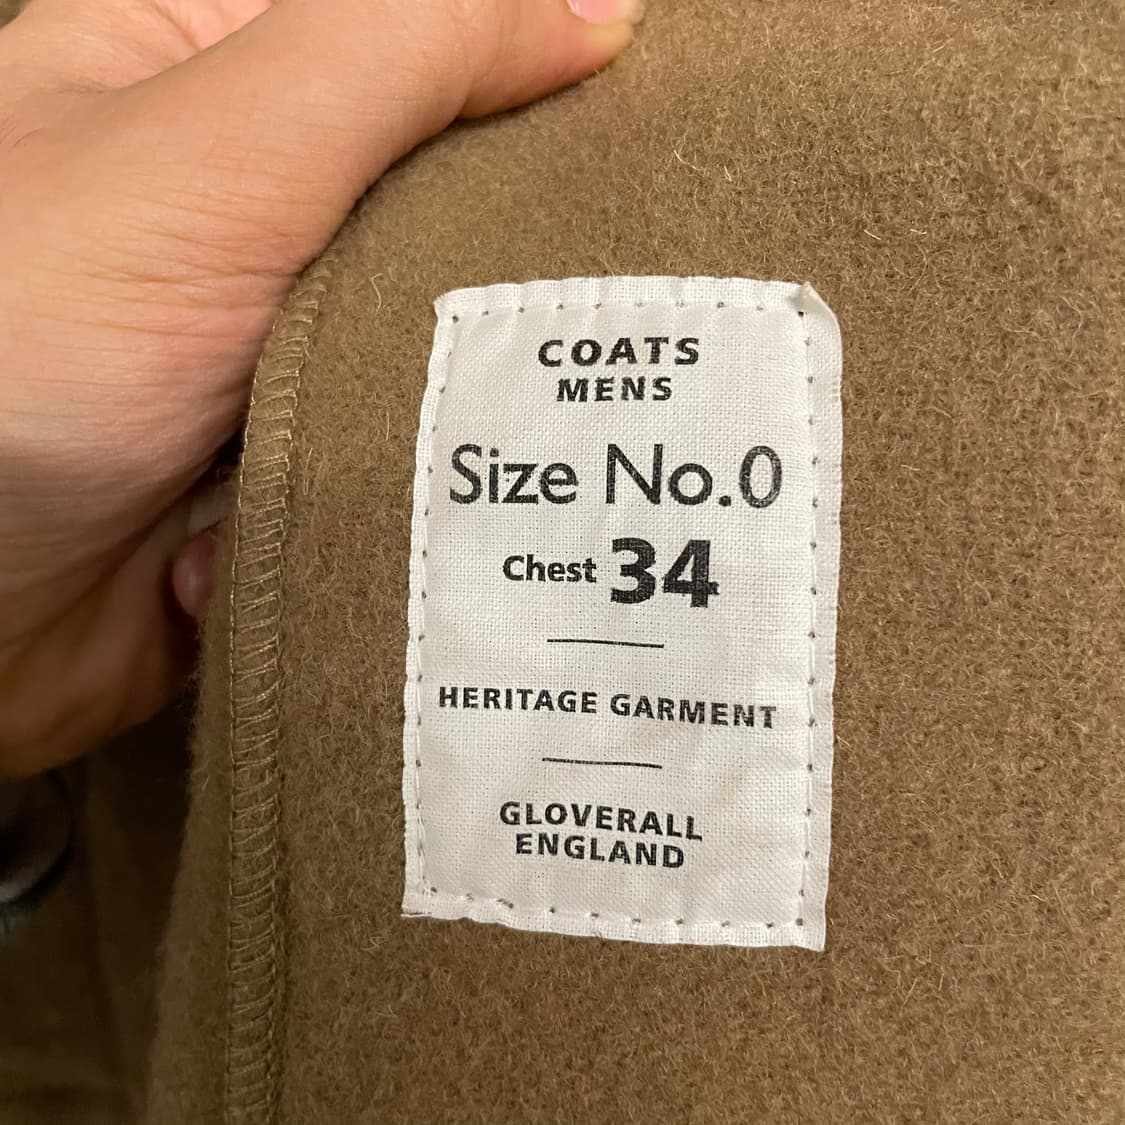 COATS
MENS
Size No.0
Chest 34
HERITAGE GARMENT
GLOVERALL
ENGLAND